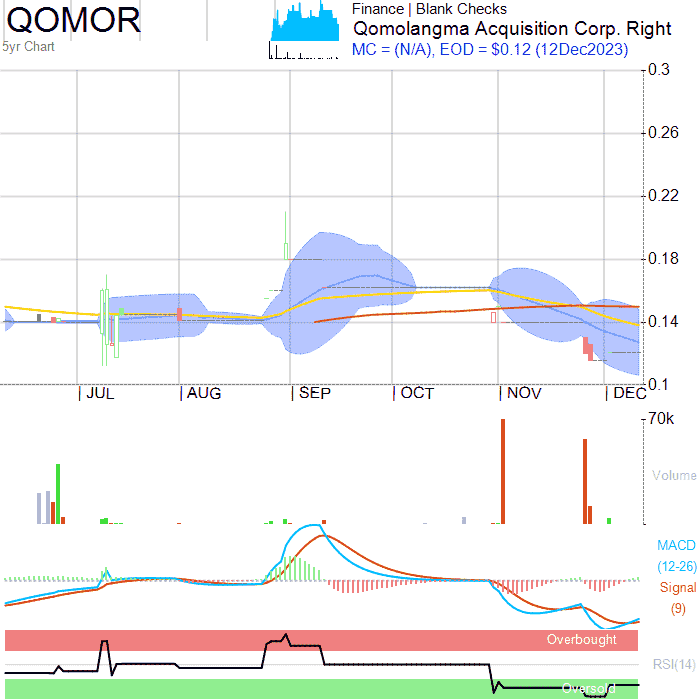 QOMOR
Finance | Blank Checks
Qomolangma Acquisition Corp. Right
5yr Chart
MC = (N/A), EOD = $0.12 (12Dec2023)
0.3
0.26
0.22
0.18
0.14
0.1
| JUL
| AUG
| SEP
| OCT
| NOV
| DEC
70k
Volume
MACD
(12-26)
Signal
(9)
Overbought
RSI(14)
Oversold